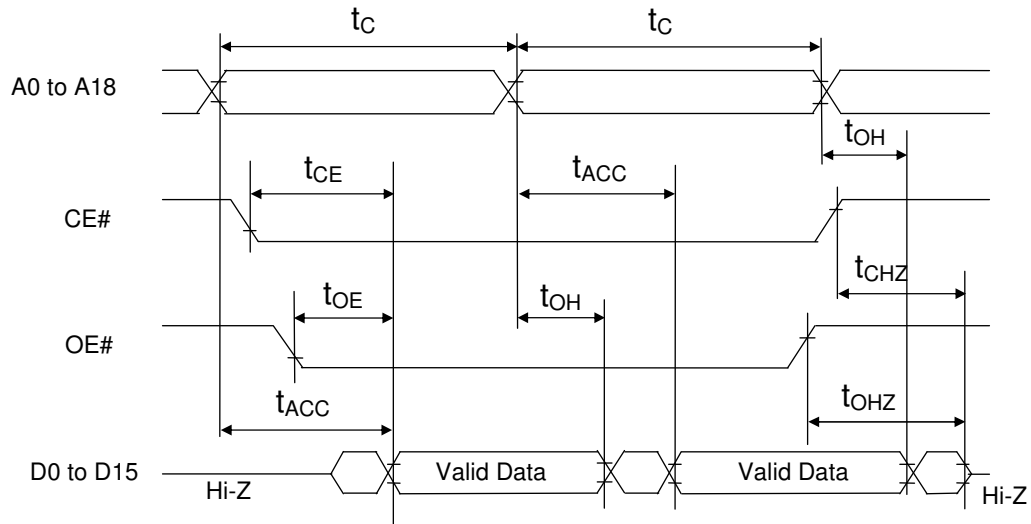 tC tC
A0 to A18
tOH
tCE tACC
CE#
tCHZ
tOE tOH
OE#
tOHZ
tACC
D0 to D15 Valid Data Valid Data
Hi-Z Hi-Z